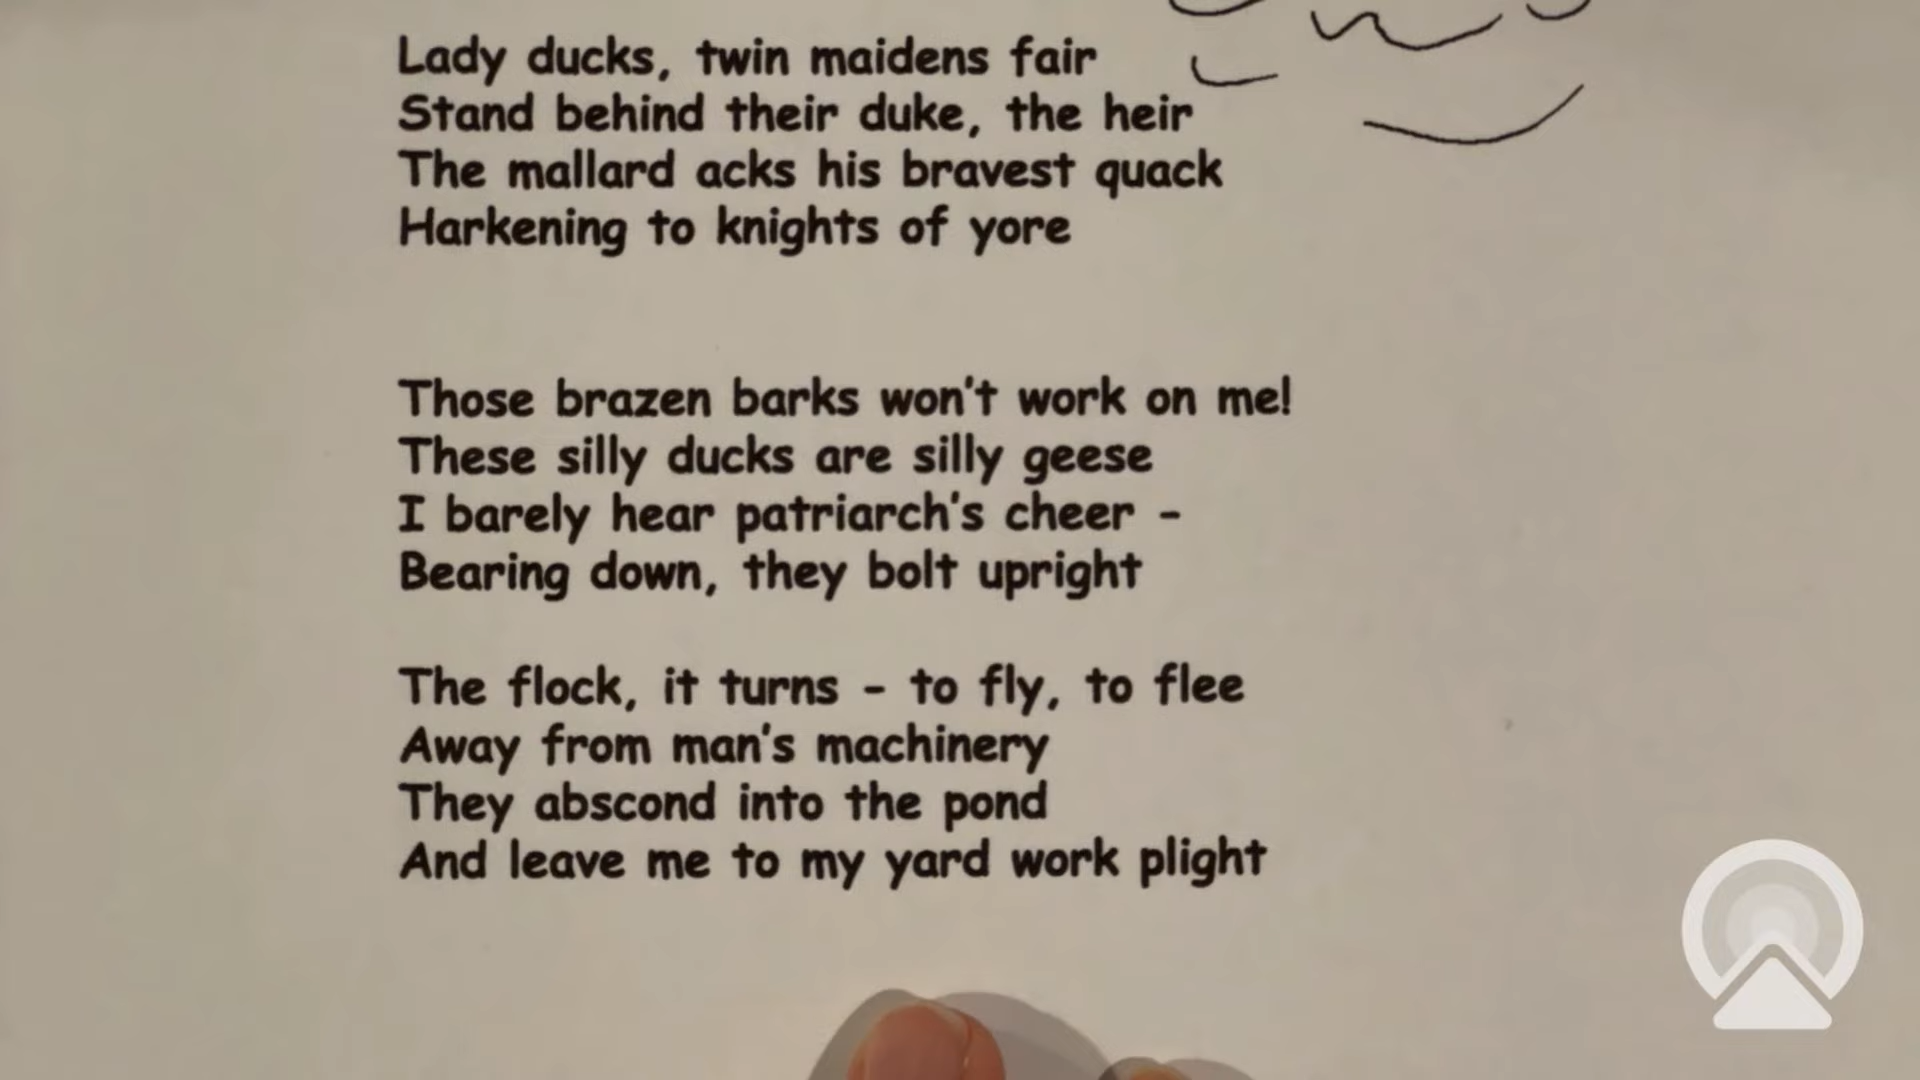 Lady ducks, twin maidens fair
Stand behind their duke, the heir
The mallard acks his bravest quack
Harkening to knights of yore
Those brazen barks won't work on me!
These silly ducks are silly geese
I barely hear patriarch's cheer -
Bearing down, they bolt upright
The flock, it turns - to fly, to flee
Away from man's machinery
They abscond into the pond
And leave me to my yard work plight